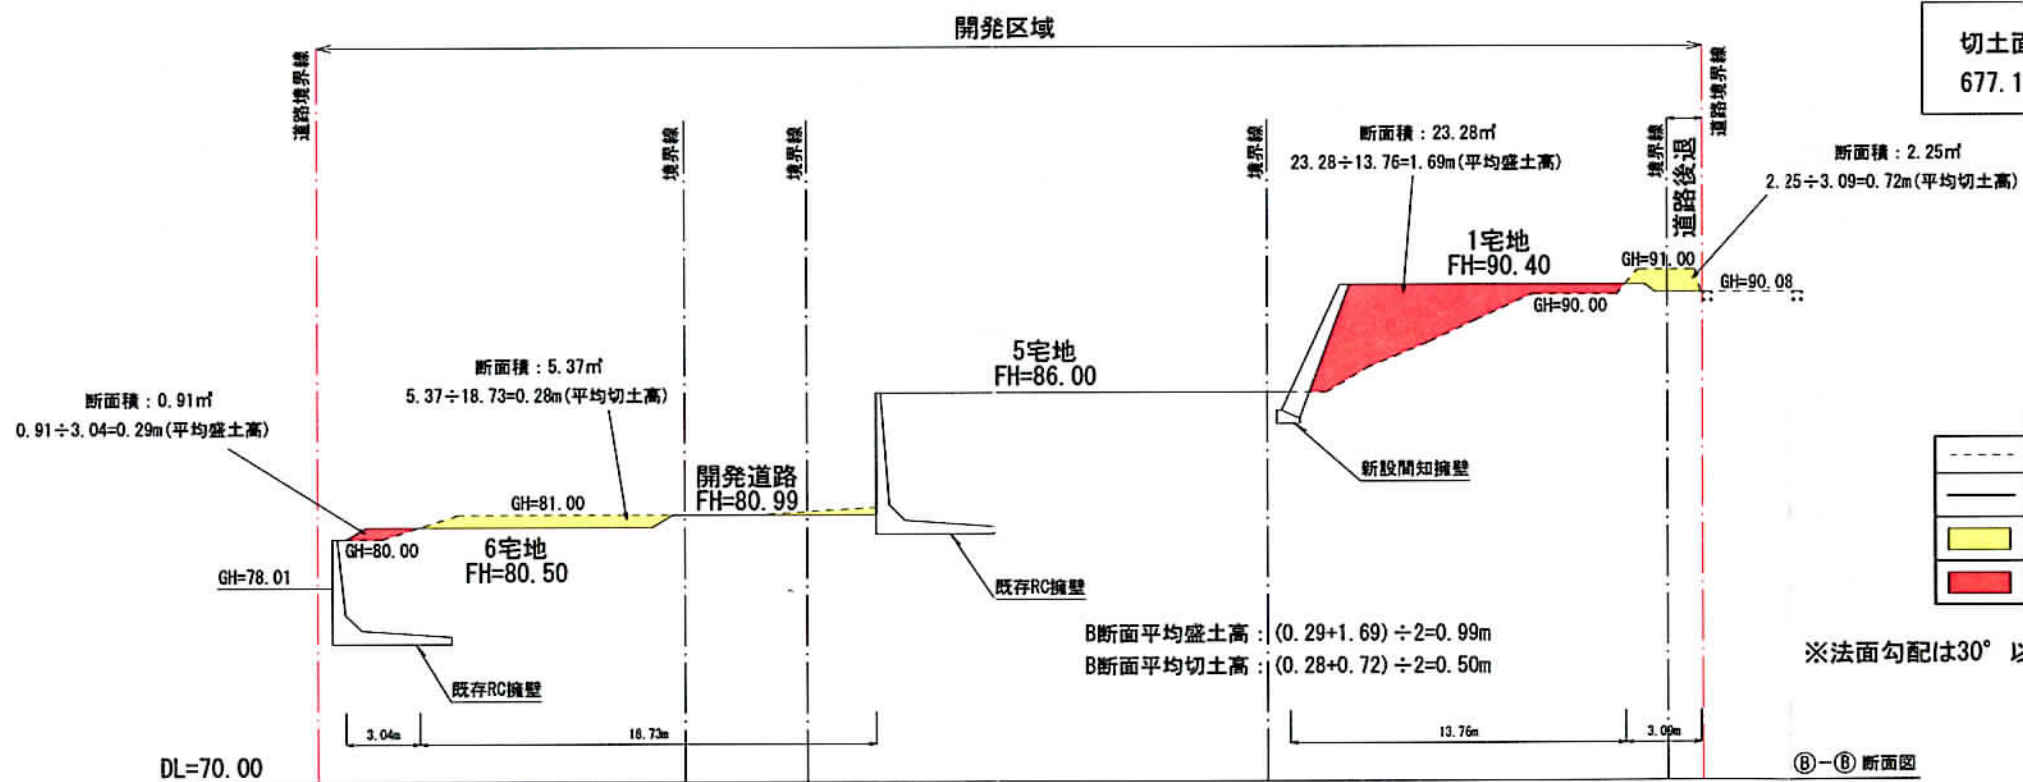 開発区域
切土面
677.1
道路境界線
境界線
境界線
境界線
境界線
道路後退
道路境界線
断面積：23.28㎡
23.28÷13.76=1.69m(平均盛土高)
断面積：2.25㎡
2.25÷3.09=0.72m(平均切土高)
1宅地
FH=90.40
GH=91.00
GH=90.08
GH=90.00
5宅地
FH=86.00
断面積：5.37㎡
5.37÷18.73=0.28m(平均切土高)
断面積：0.91㎡
0.91÷3.04=0.29m(平均盛土高)
新設間知擁壁
開発道路
FH=80.99
GH=81.00
GH=80.00
6宅地
FH=80.50
GH=78.01
既存RC擁壁
既存RC擁壁
B断面平均盛土高：(0.29+1.69)÷2=0.99m
B断面平均切土高：(0.28+0.72)÷2=0.50m
※法面勾配は30° 以
3.04m
18.73m
13.76m
3.09m
DL=70.00
Ⓑ-Ⓑ 断面図